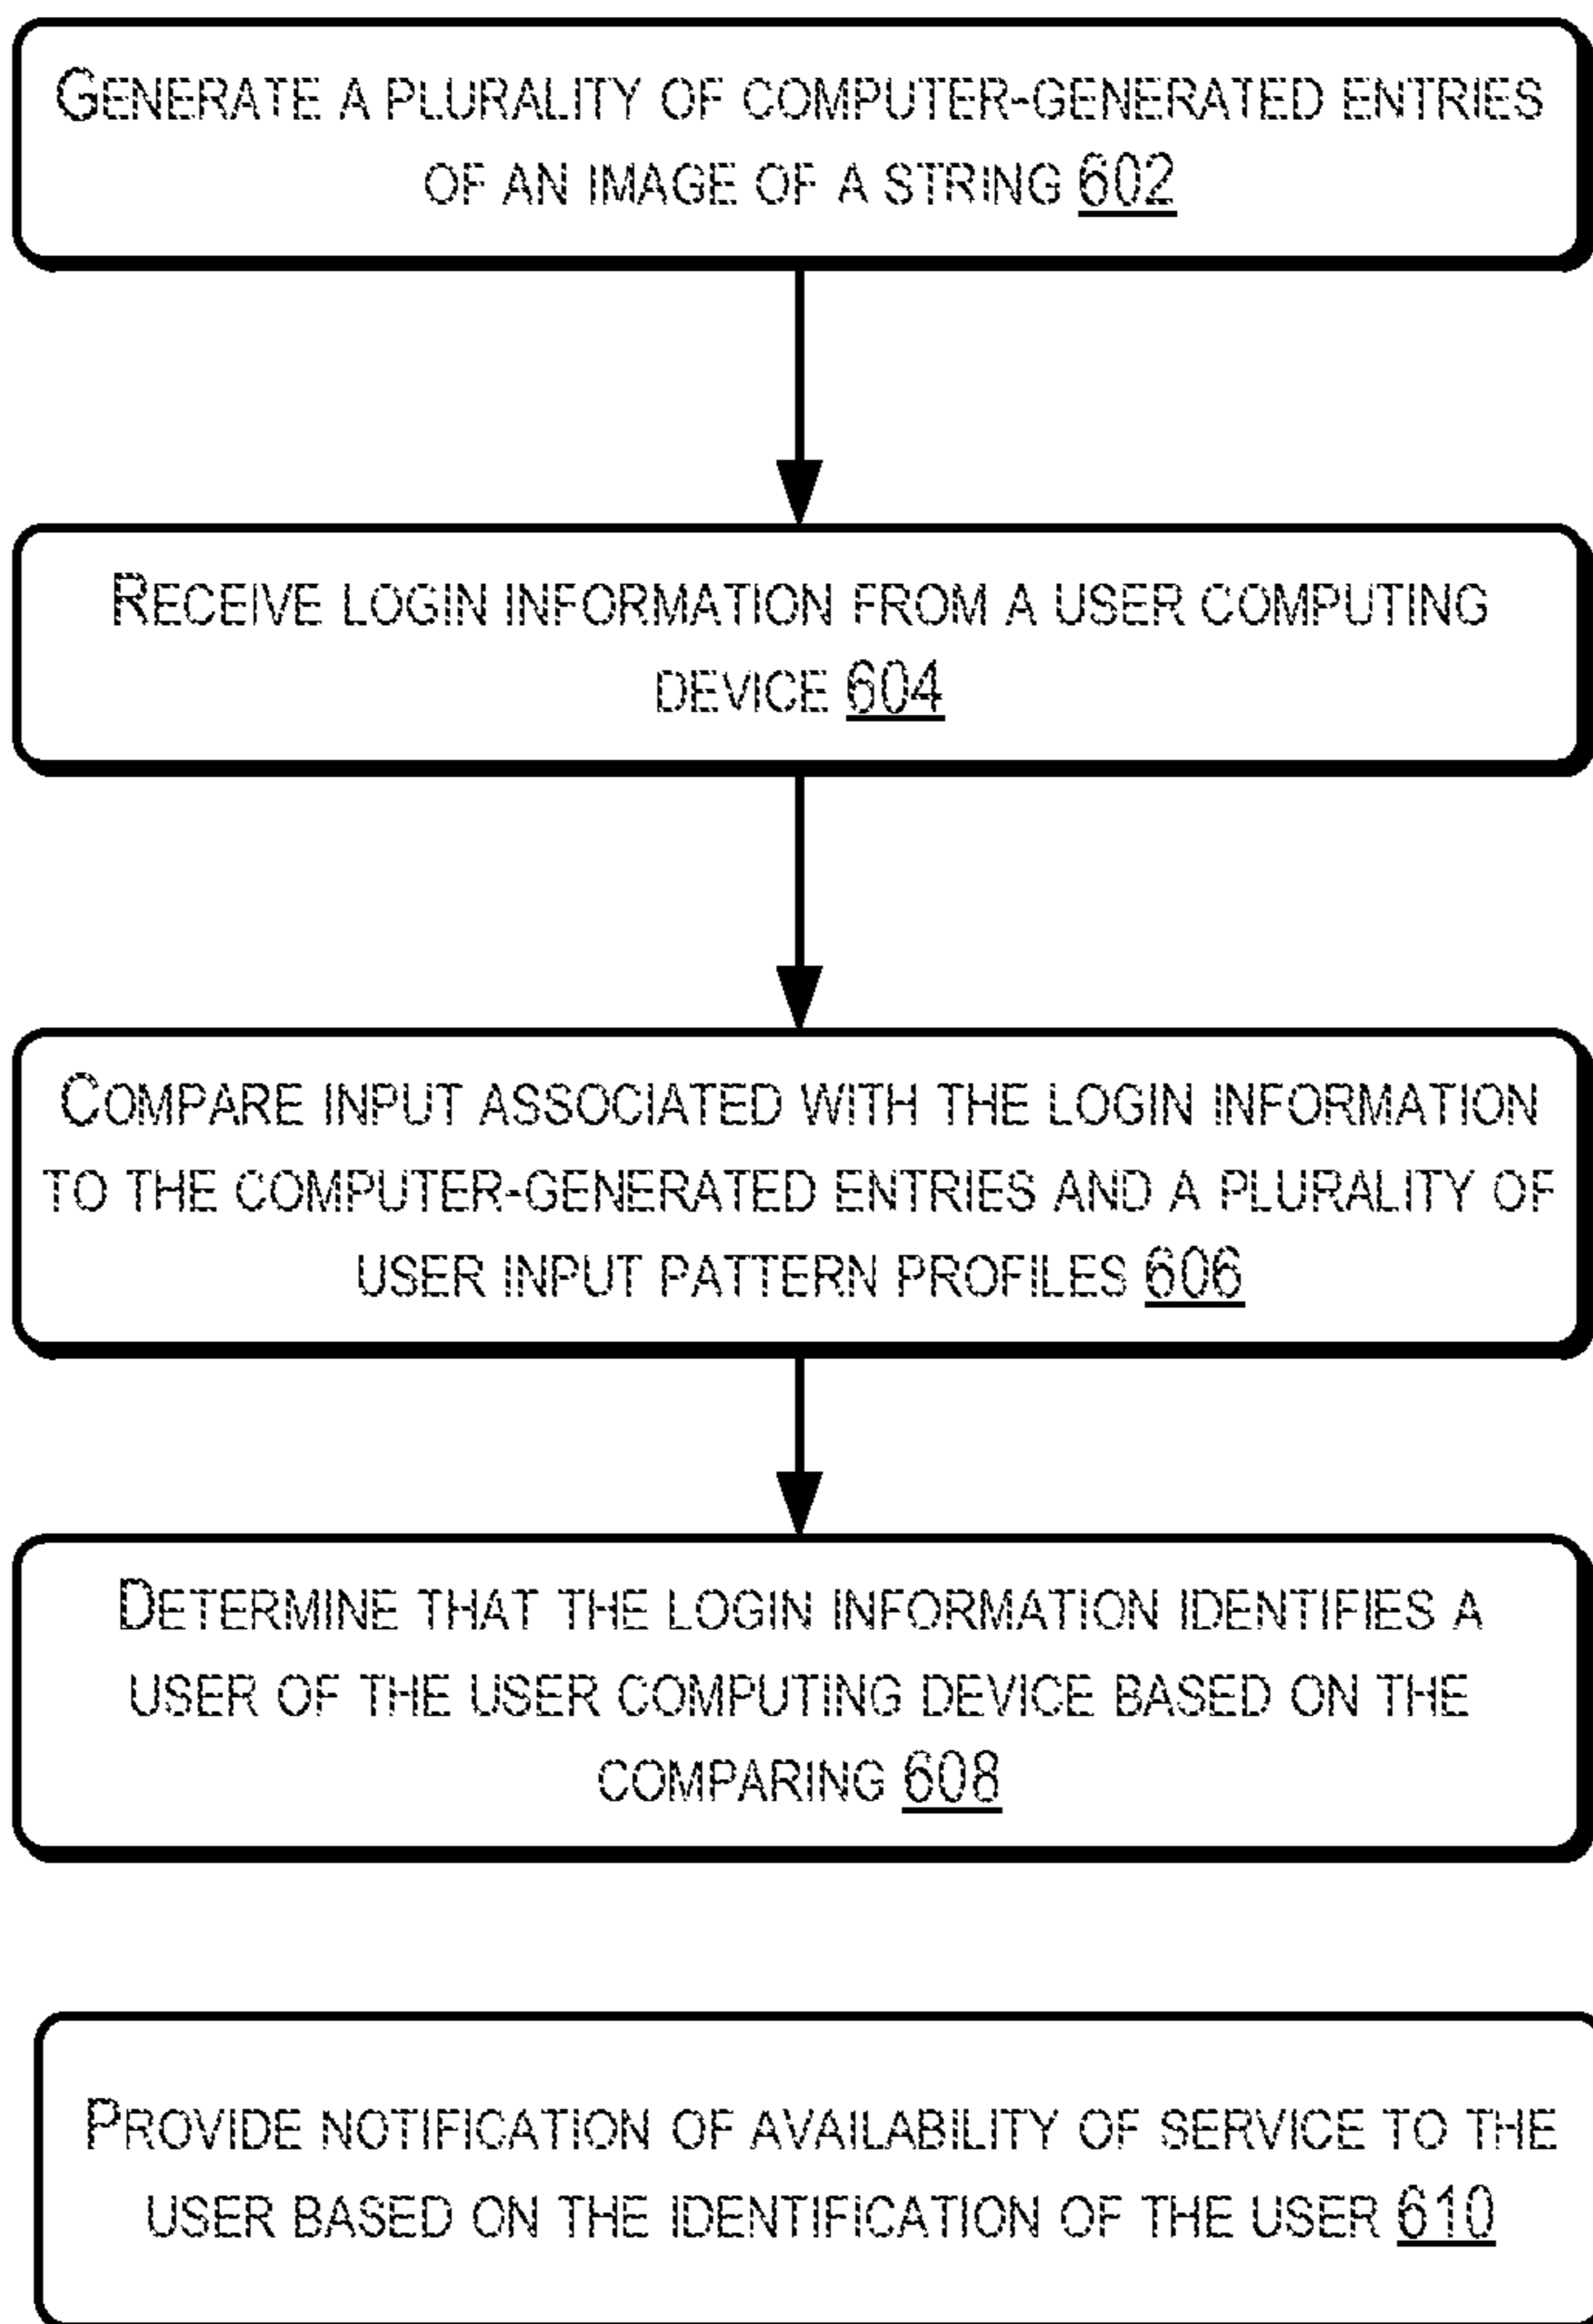 GENERATE A PLURALITY OF COMPUTER-GENERATED ENTRIES
OF AN IMAGE OF A STRING 602
RECEIVE LOGIN INFORMATION FROM A USER COMPUTING
DEVICE 604
COMPARE INPUT ASSOCIATED WITH THE LOGIN INFORMATION
TO THE COMPUTER-GENERATED ENTRIES AND A PLURALITY OF
USER INPUT PATTERN PROFILES 606
DETERMINE THAT THE LOGIN INFORMATION IDENTIFIES A
USER OF THE USER COMPUTING DEVICE BASED ON THE
COMPARING 608
PROVIDE NOTIFICATION OF AVAILABILITY OF SERVICE TO THE
USER BASED ON THE IDENTIFICATION OF THE USER 610